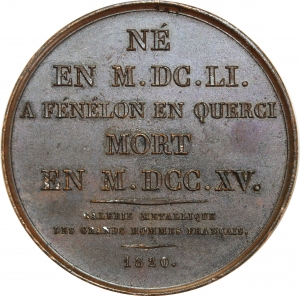 NÉ
EN M.DC.LI.
A FÉNÉLON EN QUERCI
MORT
EN M.DCC.XV.
GALERIE METALLIQUE
DES GRANDS HOMMES FRANÇAIS.
1820.